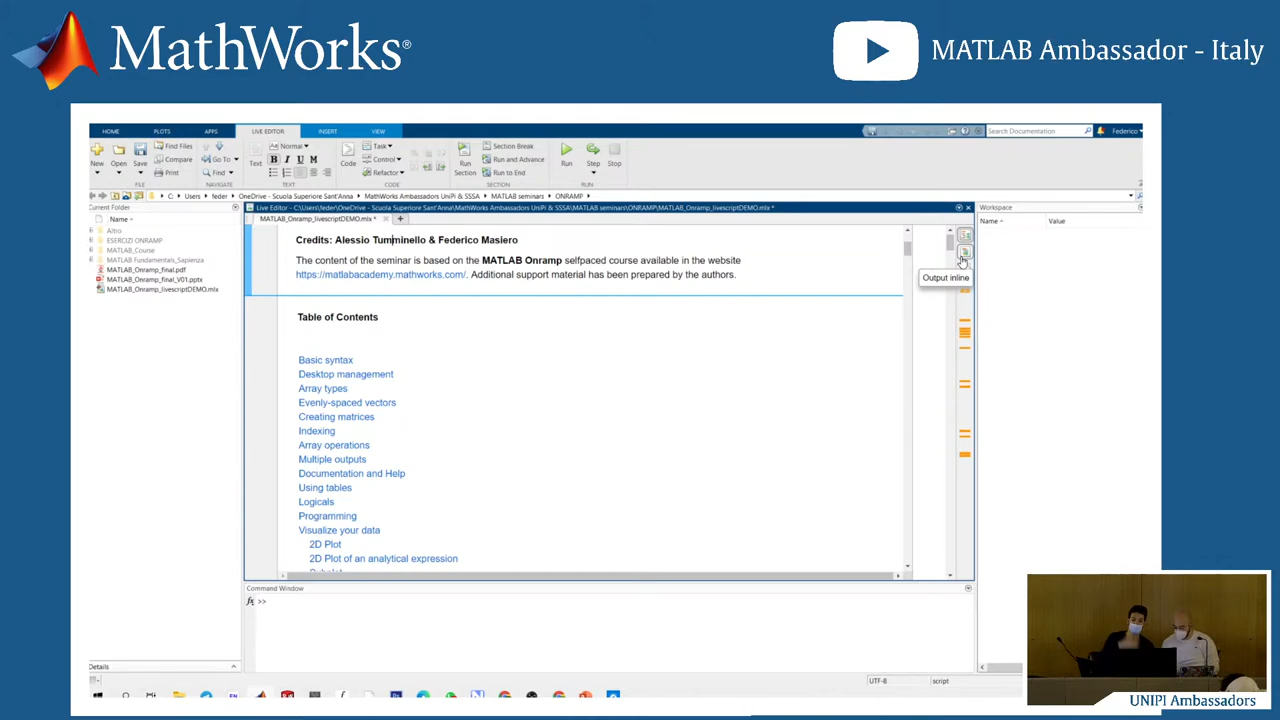 MathWorks®
MATLAB Ambassador - Italy
HOME PLOTS APPS LIVE EDITOR INSERT VIEW Search Documentation Federico
New Open Save Find Files Compare Print Go To Find Text Normal B I U M Code Task Control Refactor Run Section Section Break Run and Advance Run to End Run Step Stop
FILE NAVIGATE TEXT CODE SECTION RUN
C: Users feder OneDrive - Scuola Superiore Sant'Anna MathWorks Ambassadors UniPi & SSSA MATLAB seminars ONRAMP
Current Folder
Live Editor - C:\Users\feder\OneDrive - Scuola Superiore Sant'Anna\MathWorks Ambassadors UniPi & SSSA\MATLAB seminars\ONRAMP\MATLAB_Onramp_livescriptDEMO.mlx *
Workspace
Name
MATLAB_Onramp_livescriptDEMO.mlx * +
Name Value
Altro
ESERCIZI ONRAMP
MATLAB_Course
MATLAB Fundamentals_Sapienza
MATLAB_Onramp_final.pdf
MATLAB_Onramp_final_V01.pptx
MATLAB_Onramp_livescriptDEMO.mlx
Credits: Alessio Tumminello & Federico Masiero
The content of the seminar is based on the MATLAB Onramp selfpaced course available in the website
https://matlabacademy.mathworks.com/. Additional support material has been prepared by the authors.
Output inline
Table of Contents
Basic syntax
Desktop management
Array types
Evenly-spaced vectors
Creating matrices
Indexing
Array operations
Multiple outputs
Documentation and Help
Using tables
Logicals
Programming
Visualize your data
2D Plot
2D Plot of an analytical expression
Command Window
fx >>
Details
UTF-8 script
EN
UNIPI Ambassadors